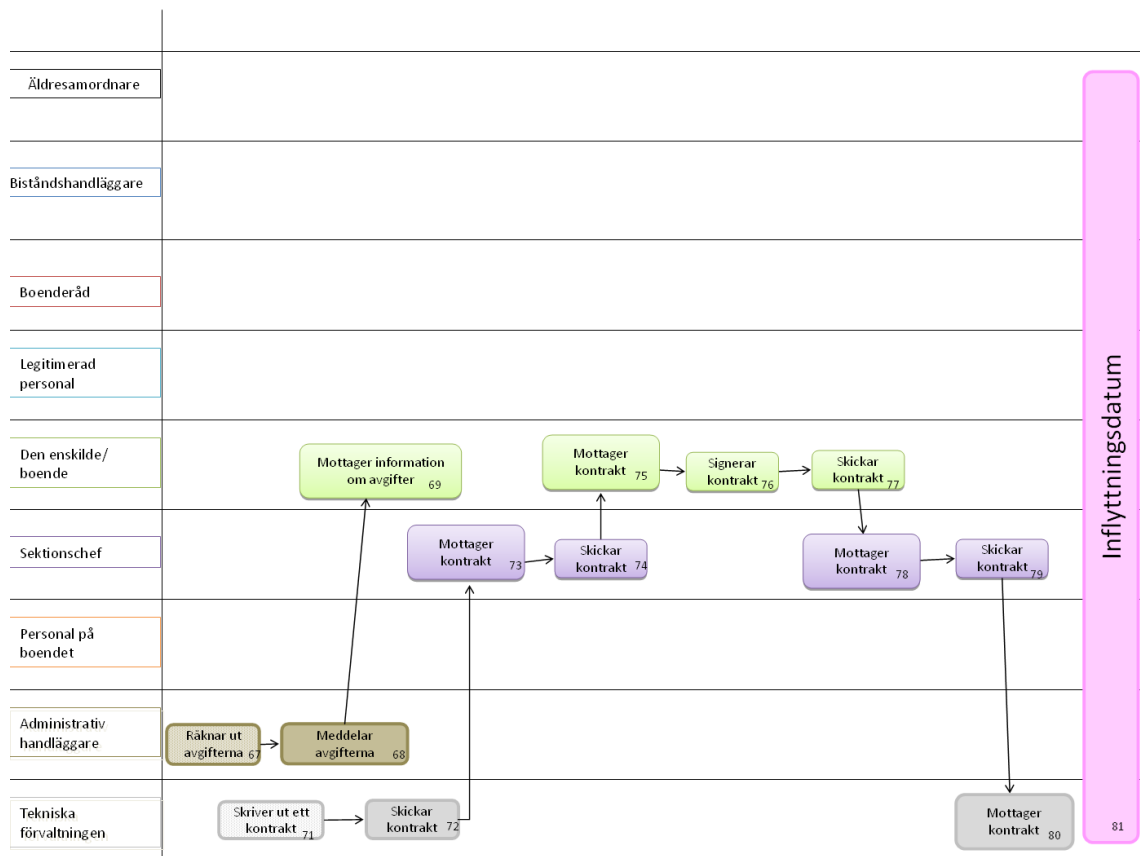 Äldresamordnare
Biståndshandläggare
Boenderåd
Legitimerad
personal
Den enskilde/
boende
Mottager information
om avgifter 69
Mottager
kontrakt 75
Signerar
kontrakt 76
Skickar
kontrakt 77
Sektionschef
Mottager
kontrakt 73
Skickar
kontrakt 74
Mottager
kontrakt 78
Skickar
kontrakt 79
Personal på
boendet
Administrativ
handläggare
Räknar ut
avgifterna 67
Meddelar
avgifterna 68
Tekniska
förvaltningen
Skriver ut ett
kontrakt 71
Skickar
kontrakt 72
Mottager
kontrakt 80
Inflyttningsdatum
81